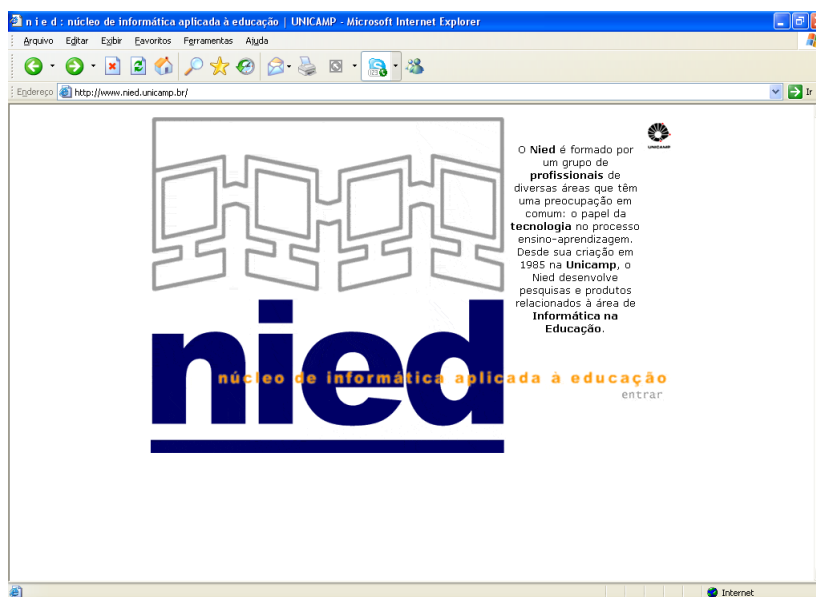 n i e d : núcleo de informática aplicada à educação | UNICAMP - Microsoft Internet Explorer
Arquivo Editar Exibir Favoritos Ferramentas Ajuda
Endereço http://www.nied.unicamp.br/ Ir
UNICAMP
O Nied é formado por
um grupo de
profissionais de
diversas áreas que têm
uma preocupação em
comum: o papel da
tecnologia no processo
ensino-aprendizagem.
Desde sua criação em
1985 na Unicamp, o
Nied desenvolve
pesquisas e produtos
relacionados à área de
Informática na
Educação.
nied
núcleo de informática aplicada à educação
entrar
Internet